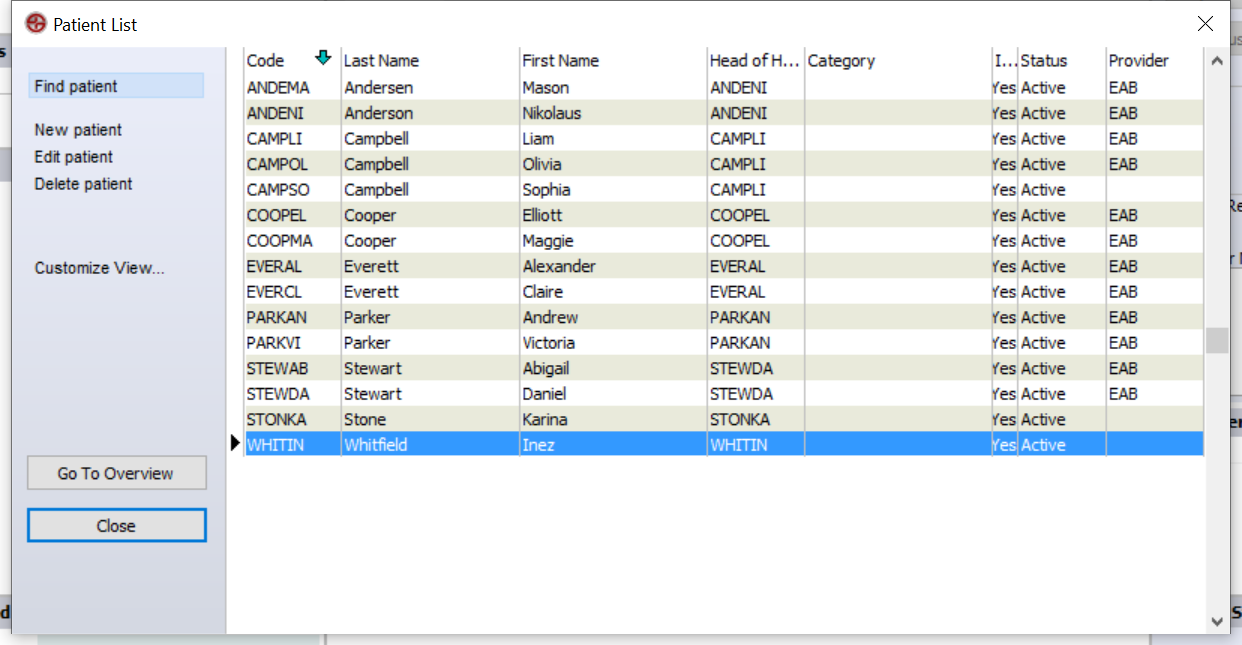 Patient List
Find patient
New patient
Edit patient
Delete patient
Customize View...
Go To Overview
Close
Code Last Name First Name Head of H... Category I... Status Provider
ANDEMA Andersen Mason ANDENI Yes Active EAB
ANDENI Anderson Nikolaus ANDENI Yes Active EAB
CAMPLI Campbell Liam CAMPLI Yes Active EAB
CAMPOL Campbell Olivia CAMPLI Yes Active EAB
CAMPSO Campbell Sophia CAMPLI Yes Active
COOPEL Cooper Elliott COOPEL Yes Active EAB
COOPMA Cooper Maggie COOPEL Yes Active EAB
EVERAL Everett Alexander EVERAL Yes Active EAB
EVERCL Everett Claire EVERAL Yes Active EAB
PARKAN Parker Andrew PARKAN Yes Active EAB
PARKVI Parker Victoria PARKAN Yes Active EAB
STEWAB Stewart Abigail STEWDA Yes Active EAB
STEWDA Stewart Daniel STEWDA Yes Active EAB
STONKA Stone Karina STONKA Yes Active
WHITIN Whitfield Inez WHITIN Yes Active